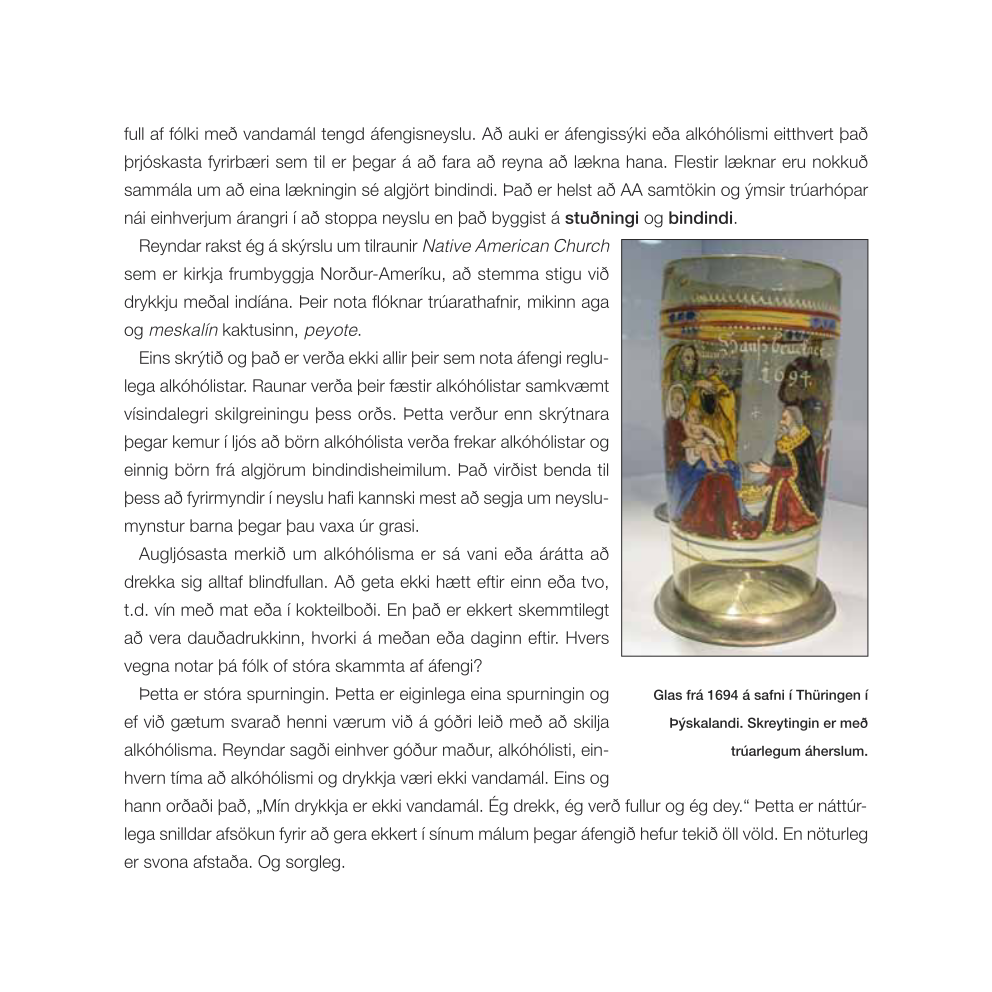 full af fólki með vandamál tengd áfengisneyslu. Að auki er áfengissýki eða alkóhólismi eitthvert það
þrjóskasta fyrirbæri sem til er þegar á að fara að reyna að lækna hana. Flestir læknar eru nokkuð
sammála um að eina lækningin sé algjört bindindi. Það er helst að AA samtökin og ýmsir trúarhópar
nái einhverjum árangri í að stoppa neyslu en það byggist á stuðningi og bindindi.
Reyndar rakst ég á skýrslu um tilraunir Native American Church
sem er kirkja frumbyggja Norður-Ameríku, að stemma stigu við
drykkju meðal indíána. Þeir nota flóknar trúarathafnir, mikinn aga
og meskalín kaktusinn, peyote.
Eins skrýtið og það er verða ekki allir þeir sem nota áfengi reglu-
lega alkóhólistar. Raunar verða þeir fæstir alkóhólistar samkvæmt
vísindalegri skilgreiningu þess orðs. Þetta verður enn skrýtnara
þegar kemur í ljós að börn alkóhólista verða frekar alkóhólistar og
einnig börn frá algjörum bindindisheimilum. Það virðist benda til
þess að fyrirmyndir í neyslu hafi kannski mest að segja um neyslu-
mynstur barna þegar þau vaxa úr grasi.
Augljósasta merkið um alkóhólisma er sá vani eða árátta að
drekka sig alltaf blindfullan. Að geta ekki hætt eftir einn eða tvo,
t.d. vín með mat eða í kokteilboði. En það er ekkert skemmtilegt
að vera dauðadrukkinn, hvorki á meðan eða daginn eftir. Hvers
vegna notar þá fólk of stóra skammta af áfengi?
Þetta er stóra spurningin. Þetta er eiginlega eina spurningin og
ef við gætum svarað henni værum við á góðri leið með að skilja
alkóhólisma. Reyndar sagði einhver góður maður, alkóhólisti, ein-
hvern tíma að alkóhólismi og drykkja væri ekki vandamál. Eins og
hann orðaði það, „Mín drykkja er ekki vandamál. Ég drekk, ég verð fullur og ég dey.“ Þetta er náttúr-
lega snilldar afsökun fyrir að gera ekkert í sínum málum þegar áfengið hefur tekið öll völd. En nöturleg
er svona afstaða. Og sorgleg.
1694.
Glas frá 1694 á safni í Thüringen í
Þýskalandi. Skreytingin er með
trúarlegum áherslum.